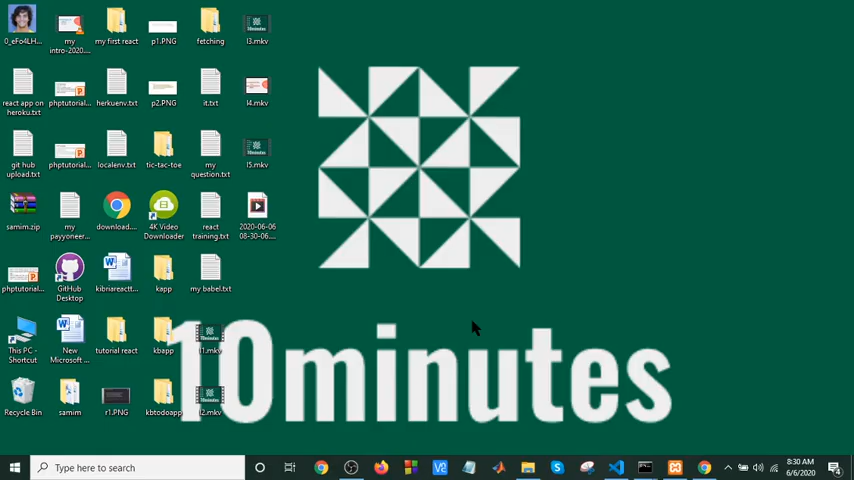 0_eFo4LH...
my
intro-2020....
my first react
p1.PNG
fetching
l3.mkv
react app on
heroku.txt
phptutorial...
herkuenv.txt
p2.PNG
it.txt
l4.mkv
git hub
upload.txt
phptutorial...
localenv.txt
tic-tac-toe
my
question.txt
l5.mkv
samim.zip
my
payyoneer...
download....
4K Video
Downloader
react
training.txt
2020-06-06
08-30-06....
phptutorial...
GitHub
Desktop
kibriareactt...
kapp
my babel.txt
This PC -
Shortcut
New
Microsoft ...
tutorial react
kbapp
l1.mkv
Recycle Bin
samim
r1.PNG
kbtodoapp
l2.mkv
10minutes
Type here to search
8:30 AM
6/6/2020
4